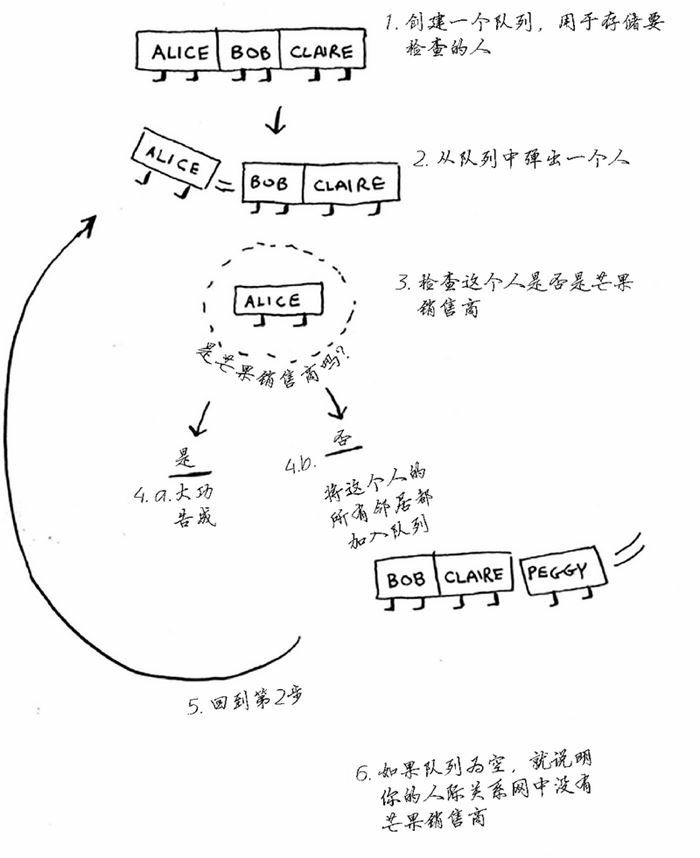 ALICE BOB CLAIRE
1. 创建一个队列，用于存储要
检查的人
ALICE
BOB CLAIRE
2. 从队列中弹出一个人
ALICE
3. 检查这个人是否是芒果
销售商
是芒果销售商吗？
是
4.a. 大功
告成
否
4.b.
将这个人的
所有邻居都
加入队列
BOB CLAIRE PEGGY
5. 回到第2步
6. 如果队列为空，就说明
你的人际关系网中没有
芒果销售商